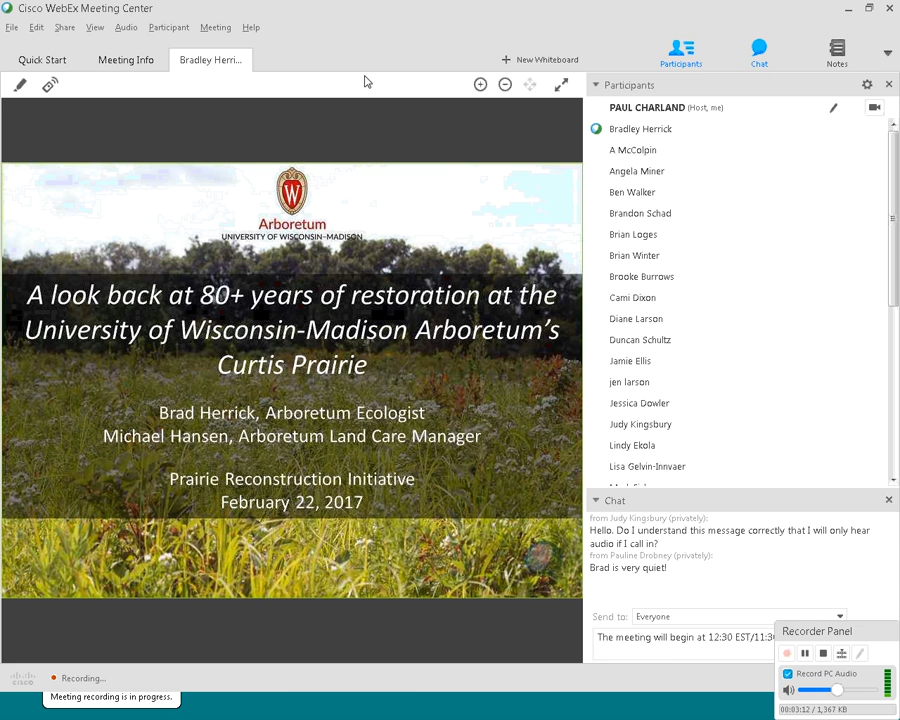 Cisco WebEx Meeting Center
File Edit Share View Audio Participant Meeting Help
Quick Start Meeting Info Bradley Herri... New Whiteboard Participants Chat Notes
Participants
PAUL CHARLAND (Host, me)
Bradley Herrick
A McColpin
Angela Miner
Ben Walker
Brandon Schad
Brian Loges
Brian Winter
Brooke Burrows
Cami Dixon
Diane Larson
Duncan Schultz
Jamie Ellis
jen larson
Jessica Dowler
Judy Kingsbury
Lindy Ekola
Lisa Gelvin-Innvaer
W
Arboretum
UNIVERSITY OF WISCONSIN-MADISON
A look back at 80+ years of restoration at the
University of Wisconsin-Madison Arboretum's
Curtis Prairie
Brad Herrick, Arboretum Ecologist
Michael Hansen, Arboretum Land Care Manager
Prairie Reconstruction Initiative
February 22, 2017
Chat
from Judy Kingsbury (privately):
Hello. Do I understand this message correctly that I will only hear
audio if I call in?
from Pauline Drobney (privately):
Brad is very quiet!
Send to: Everyone
The meeting will begin at 12:30 EST/11:30
Recorder Panel
Record PC Audio
00:03:12 / 1,367 KB
cisco
Recording...
Meeting recording is in progress.